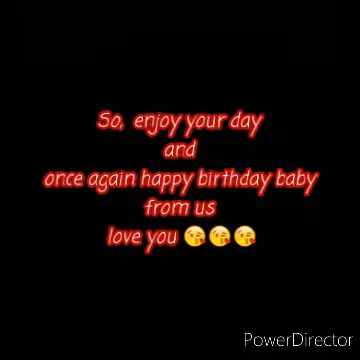 So, enjoy your day
and
once again happy birthday baby
from us
love you 😘😘😘
PowerDirector